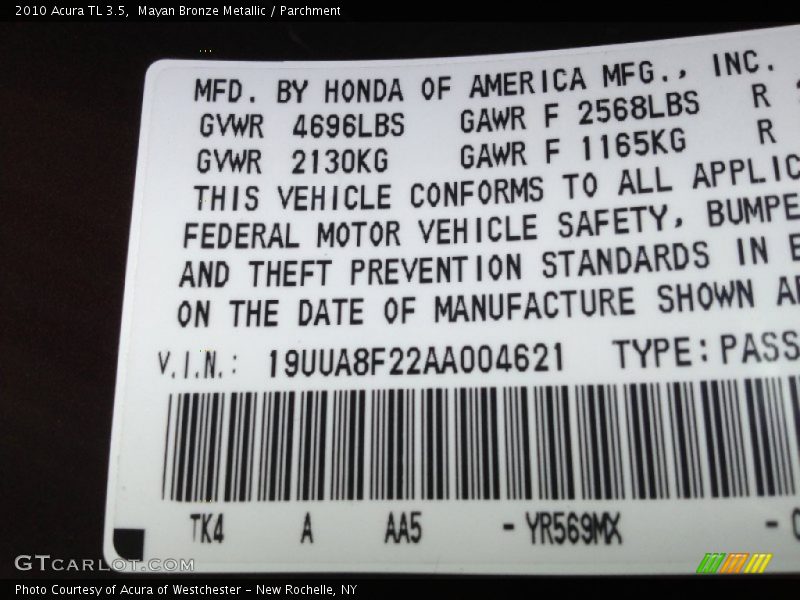 2010 Acura TL 3.5,  Mayan Bronze Metallic / Parchment
MFD. BY HONDA OF AMERICA MFG., INC.
GVWR 4696LBS GAWR F 2568LBS R
GVWR 2130KG GAWR F 1165KG R
THIS VEHICLE CONFORMS TO ALL APPLIC
FEDERAL MOTOR VEHICLE SAFETY, BUMPE
AND THEFT PREVENTION STANDARDS IN E
ON THE DATE OF MANUFACTURE SHOWN A
V.I.N.: 19UUA8F22AA004621 TYPE: PASS
TK4 A AA5 - YR569MX -
GTCARLOT.COM
Photo Courtesy of Acura of Westchester - New Rochelle, NY